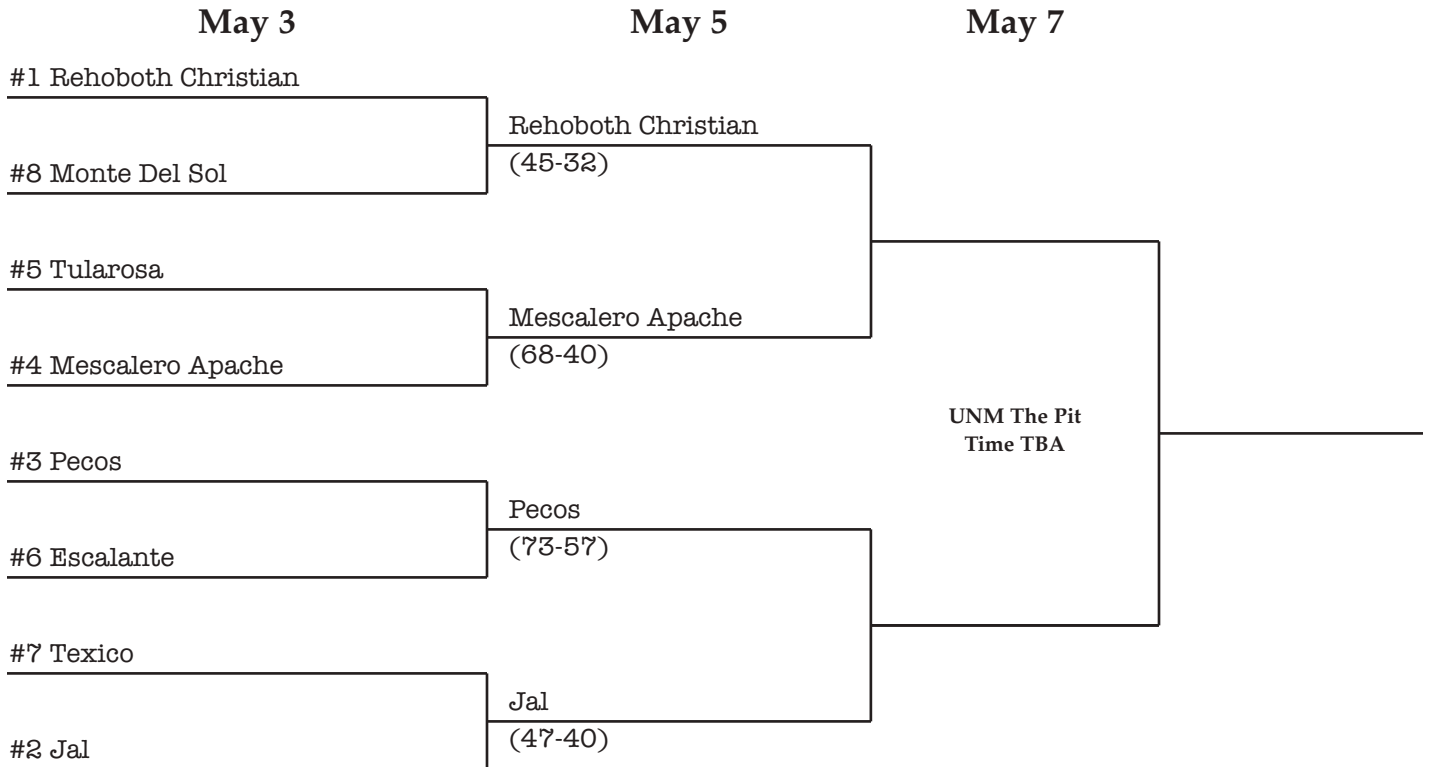 May 3
May 5
May 7
#1 Rehoboth Christian
Rehoboth Christian
(45-32)
#8 Monte Del Sol
#5 Tularosa
Mescalero Apache
(68-40)
#4 Mescalero Apache
UNM The Pit
Time TBA
#3 Pecos
Pecos
(73-57)
#6 Escalante
#7 Texico
Jal
(47-40)
#2 Jal